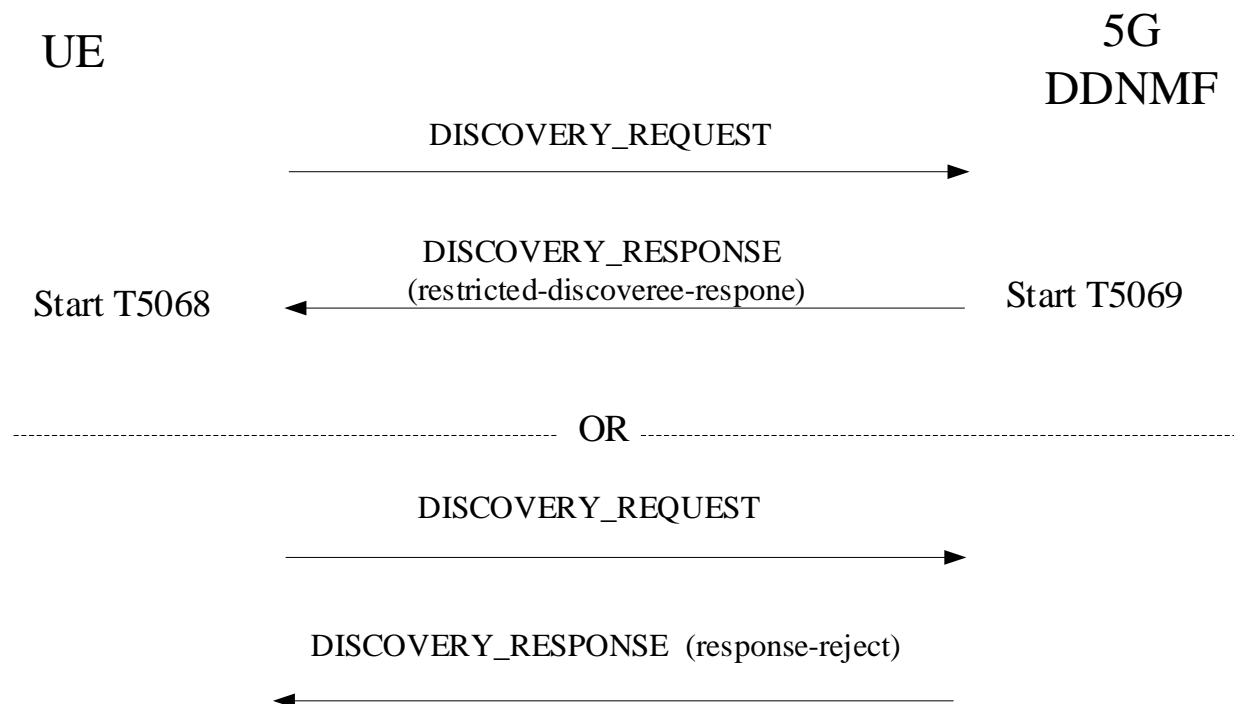 UE
5G
DDNMF
DISCOVERY_REQUEST
DISCOVERY_RESPONSE
(restricted-discoveree-respone)
Start T5068
Start T5069
OR
DISCOVERY_REQUEST
DISCOVERY_RESPONSE (response-reject)